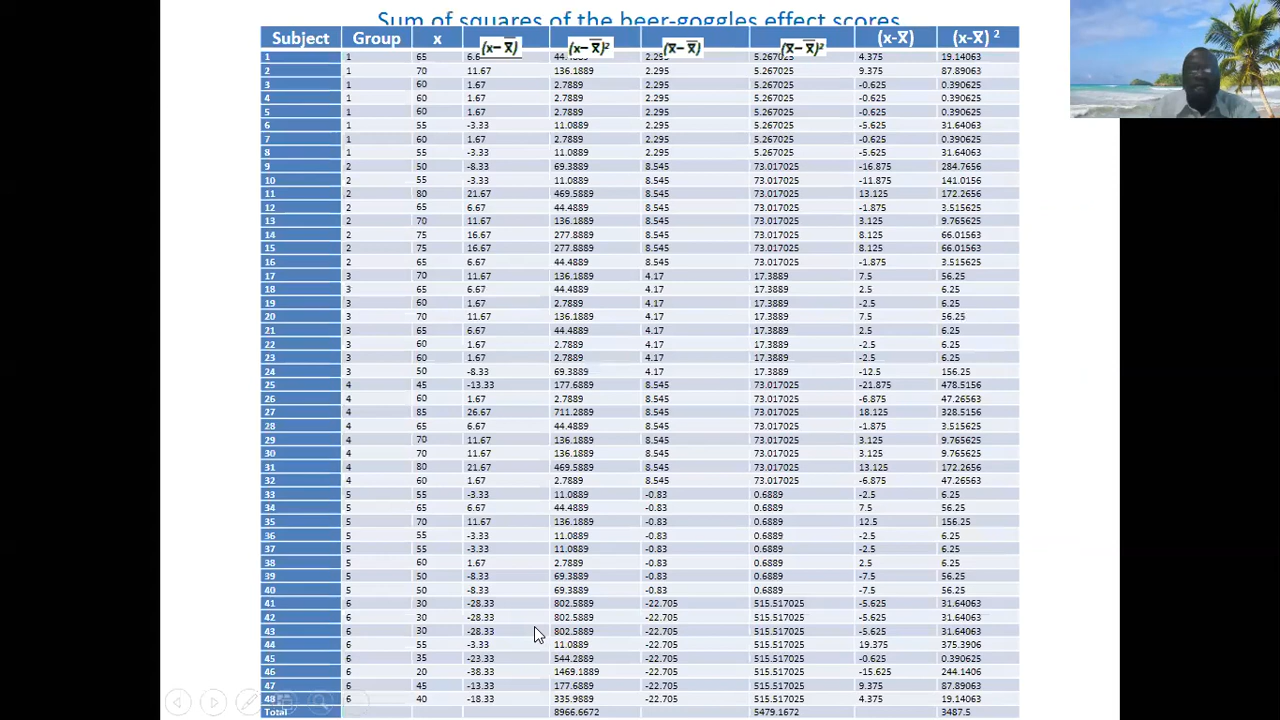 Sum of squares of the beer-goggles effect scores
Subject Group x (x−x̄) (x−x̄)² (x̄−x̄) (x̄−x̄)² (x-x̄) (x-x̄) ²
1 1 65 2.295 5.267025 4.375 19.14063
2 1 70 11.67 136.1889 2.295 5.267025 9.375 87.89063
3 1 60 1.67 2.7889 2.295 5.267025 -0.625 0.390625
4 1 60 1.67 2.7889 2.295 5.267025 -0.625 0.390625
5 1 60 1.67 2.7889 2.295 5.267025 -0.625 0.390625
6 1 55 -3.33 11.0889 2.295 5.267025 -5.625 31.64063
7 1 60 1.67 2.7889 2.295 5.267025 -0.625 0.390625
8 1 55 -3.33 11.0889 2.295 5.267025 -5.625 31.64063
9 2 50 -8.33 69.3889 8.545 73.017025 -16.875 284.7656
10 2 55 -3.33 11.0889 8.545 73.017025 -11.875 141.0156
11 2 80 21.67 469.5889 8.545 73.017025 13.125 172.2656
12 2 65 6.67 44.4889 8.545 73.017025 -1.875 3.515625
13 2 70 11.67 136.1889 8.545 73.017025 3.125 9.765625
14 2 75 16.67 277.8889 8.545 73.017025 8.125 66.01563
15 2 75 16.67 277.8889 8.545 73.017025 8.125 66.01563
16 2 65 6.67 44.4889 8.545 73.017025 -1.875 3.515625
17 3 70 11.67 136.1889 4.17 17.3889 7.5 56.25
18 3 65 6.67 44.4889 4.17 17.3889 2.5 6.25
19 3 60 1.67 2.7889 4.17 17.3889 -2.5 6.25
20 3 70 11.67 136.1889 4.17 17.3889 7.5 56.25
21 3 65 6.67 44.4889 4.17 17.3889 2.5 6.25
22 3 60 1.67 2.7889 4.17 17.3889 -2.5 6.25
23 3 60 1.67 2.7889 4.17 17.3889 -2.5 6.25
24 3 50 -8.33 69.3889 4.17 17.3889 -12.5 156.25
25 4 45 -13.33 177.6889 8.545 73.017025 -21.875 478.5156
26 4 60 1.67 2.7889 8.545 73.017025 -6.875 47.26563
27 4 85 26.67 711.2889 8.545 73.017025 18.125 328.5156
28 4 65 6.67 44.4889 8.545 73.017025 -1.875 3.515625
29 4 70 11.67 136.1889 8.545 73.017025 3.125 9.765625
30 4 70 11.67 136.1889 8.545 73.017025 3.125 9.765625
31 4 80 21.67 469.5889 8.545 73.017025 13.125 172.2656
32 4 60 1.67 2.7889 8.545 73.017025 -6.875 47.26563
33 5 55 -3.33 11.0889 -0.83 0.6889 -2.5 6.25
34 5 65 6.67 44.4889 -0.83 0.6889 7.5 56.25
35 5 70 11.67 136.1889 -0.83 0.6889 12.5 156.25
36 5 55 -3.33 11.0889 -0.83 0.6889 -2.5 6.25
37 5 55 -3.33 11.0889 -0.83 0.6889 -2.5 6.25
38 5 60 1.67 2.7889 -0.83 0.6889 2.5 6.25
39 5 50 -8.33 69.3889 -0.83 0.6889 -7.5 56.25
40 5 50 -8.33 69.3889 -0.83 0.6889 -7.5 56.25
41 6 30 -28.33 802.5889 -22.705 515.517025 -5.625 31.64063
42 6 30 -28.33 802.5889 -22.705 515.517025 -5.625 31.64063
43 6 30 -28.33 802.5889 -22.705 515.517025 -5.625 31.64063
44 6 55 -3.33 11.0889 -22.705 515.517025 19.375 375.3906
45 6 35 -23.33 544.2889 -22.705 515.517025 -0.625 0.390625
46 6 20 -38.33 1469.1889 -22.705 515.517025 -15.625 244.1406
47 6 45 -13.33 177.6889 -22.705 515.517025 9.375 87.89063
48 6 40 -18.33 335.9889 -22.705 515.517025 4.375 19.14063
Total 8966.6672 5479.1672 3487.5